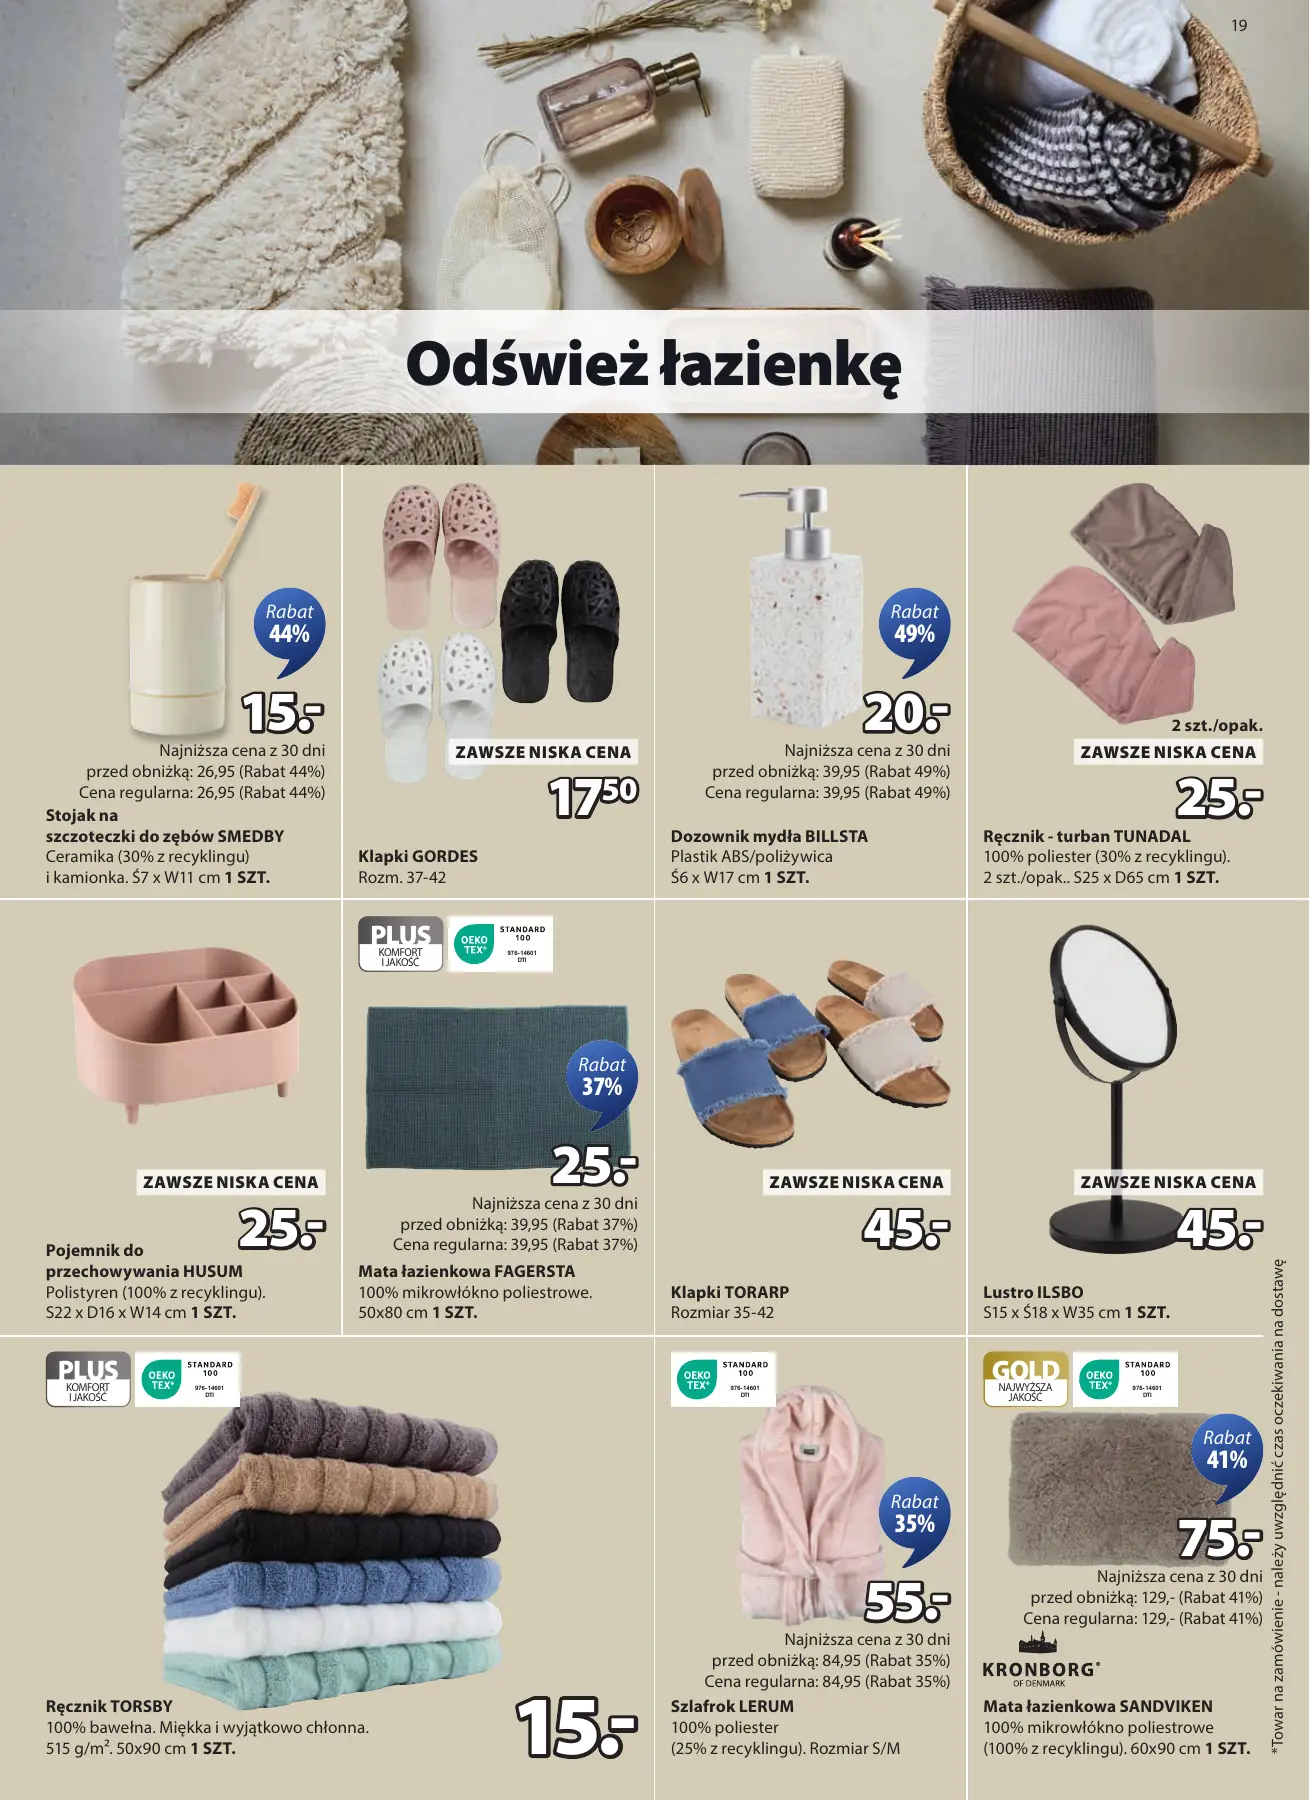 19
Odśwież łazienkę
Rabat
44%
15.-
Najniższa cena z 30 dni
przed obniżką: 26,95 (Rabat 44%)
Cena regularna: 26,95 (Rabat 44%)
Stojak na
szczoteczki do zębów SMEDBY
Ceramika (30% z recyklingu)
i kamionka. Ś7 x W11 cm 1 SZT.
ZAWSZE NISKA CENA
1750
Klapki GORDES
Rozm. 37-42
Rabat
49%
20.-
Najniższa cena z 30 dni
przed obniżką: 39,95 (Rabat 49%)
Cena regularna: 39,95 (Rabat 49%)
Dozownik mydła BILLSTA
Plastik ABS/poliżywica
Ś6 x W17 cm 1 SZT.
2 szt./opak.
ZAWSZE NISKA CENA
25.-
Ręcznik - turban TUNADAL
100% poliester (30% z recyklingu).
2 szt./opak.. S25 x D65 cm 1 SZT.
ZAWSZE NISKA CENA
25.-
Pojemnik do
przechowywania HUSUM
Polistyren (100% z recyklingu).
S22 x D16 x W14 cm 1 SZT.
PLUS
KOMFORT
I JAKOŚĆ
OEKO
TEX®
STANDARD
100
976-14601
DTI
Rabat
37%
25.-
Najniższa cena z 30 dni
przed obniżką: 39,95 (Rabat 37%)
Cena regularna: 39,95 (Rabat 37%)
Mata łazienkowa FAGERSTA
100% mikrowłókno poliestrowe.
50x80 cm 1 SZT.
ZAWSZE NISKA CENA
45.-
Klapki TORARP
Rozmiar 35-42
ZAWSZE NISKA CENA
45.-
Lustro ILSBO
S15 x Ś18 x W35 cm 1 SZT.
PLUS
KOMFORT
I JAKOŚĆ
OEKO
TEX®
STANDARD
100
976-14601
DTI
Ręcznik TORSBY
100% bawełna. Miękka i wyjątkowo chłonna.
515 g/m². 50x90 cm 1 SZT.
15.-
OEKO
TEX®
STANDARD
100
976-14601
DTI
Rabat
35%
55.-
Najniższa cena z 30 dni
przed obniżką: 84,95 (Rabat 35%)
Cena regularna: 84,95 (Rabat 35%)
Szlafrok LERUM
100% poliester
(25% z recyklingu). Rozmiar S/M
GOLD
NAJWYŻSZA
JAKOŚĆ
OEKO
TEX®
STANDARD
100
976-14601
DTI
Rabat
41%
75.-
Najniższa cena z 30 dni
przed obniżką: 129,- (Rabat 41%)
Cena regularna: 129,- (Rabat 41%)
KRONBORG®
OF DENMARK
Mata łazienkowa SANDVIKEN
100% mikrowłókno poliestrowe
(100% z recyklingu). 60x90 cm 1 SZT.
*Towar na zamówienie - należy uwzględnić czas oczekiwania na dostawę